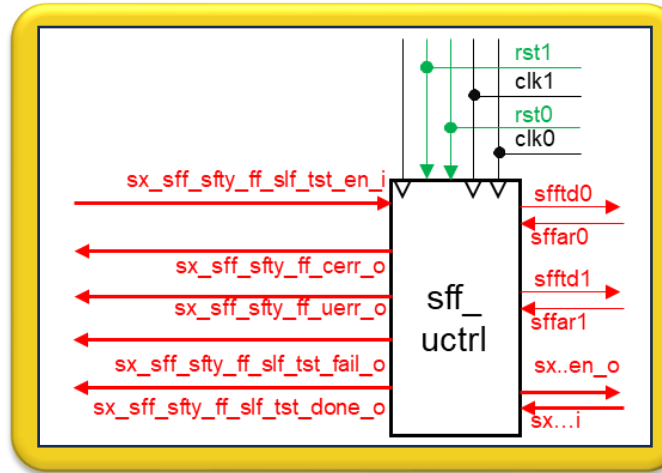 rst1
clk1
rst0
clk0
sx_sff_sfty_ff_slf_tst_en_i
sfftd0
sffar0
sx_sff_sfty_ff_cerr_o
sfftd1
sx_sff_sfty_ff_uerr_o
sffar1
sff_
uctrl
sx_sff_sfty_ff_slf_tst_fail_o
sx..en_o
sx_sff_sfty_ff_slf_tst_done_o
sx...i